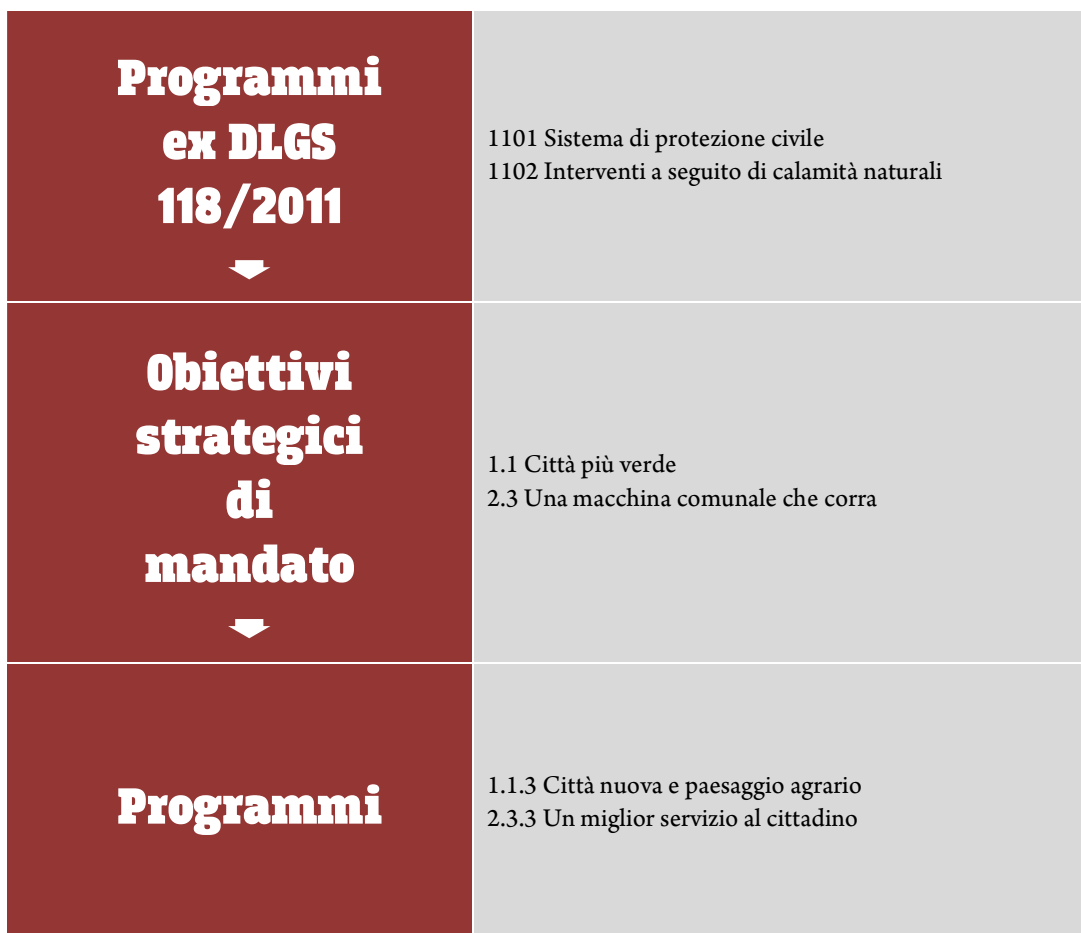 Programmi
ex DLGS
118/2011
1101 Sistema di protezione civile
1102 Interventi a seguito di calamità naturali
Obiettivi
strategici
di
mandato
1.1 Città più verde
2.3 Una macchina comunale che corra
Programmi
1.1.3 Città nuova e paesaggio agrario
2.3.3 Un miglior servizio al cittadino